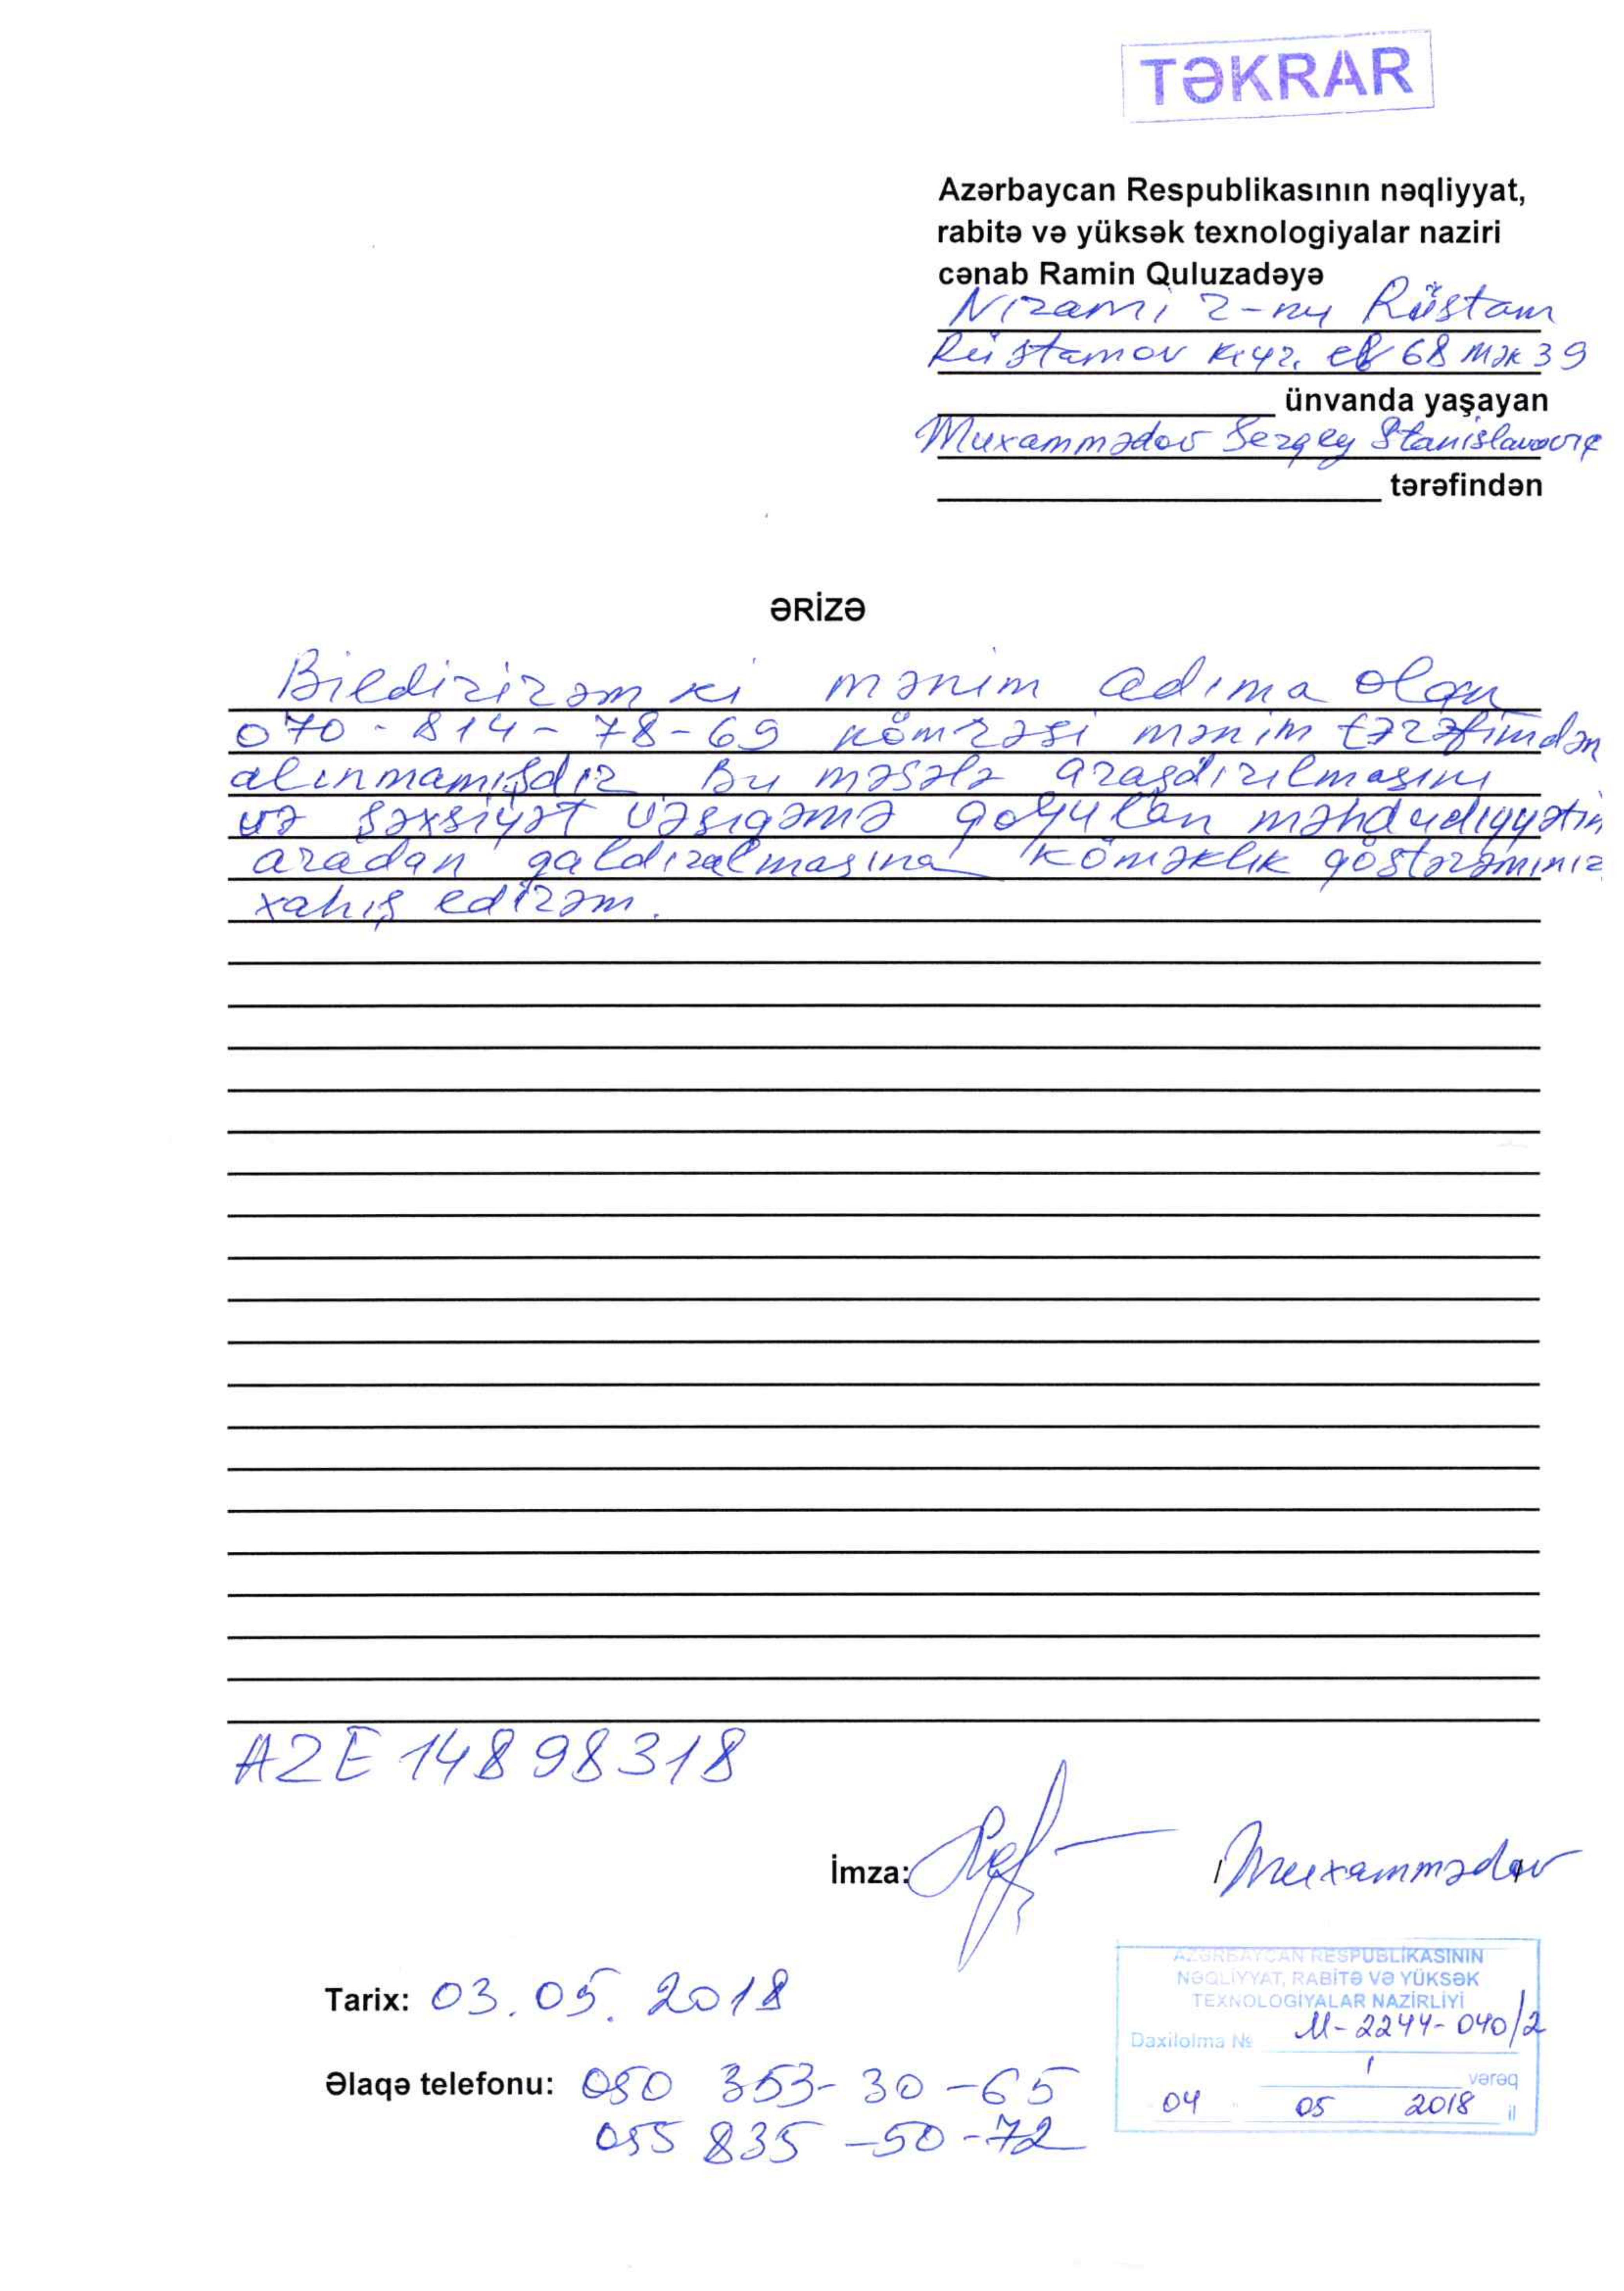 TƏKRAR
Azərbaycan Respublikasının nəqliyyat,
rabitə və yüksək texnologiyalar naziri
cənab Ramin Quluzadəyə
Nizami 2-ny Rüstam
Rüstamov küç. ev 68 mək 39
ünvanda yaşayan
Muxammədov Sergey Stanislavoviç
tərəfindən
ƏRİZƏ
Bildirirəm ki mənim adıma olan
070-814-78-69 nömrəsi mənim tərəfimdən
alınmamışdır Bu məsələ araşdırılmasını
və şəxsiyət vəsiqəmə qoyulan məhdudiyyətin
aradan qaldırılmasına köməklik göstərəminiz
xahiş edirəm.
AZE 14898318
İmza: Muxammədov
Tarix: 03.05.2018
Əlaqə telefonu: 050 353-30-65
055 835-50-72
AZƏRBAYCAN RESPUBLİKASININ
NƏQLİYYAT, RABİTƏ VƏ YÜKSƏK
TEXNOLOGİYALAR NAZİRLİYİ
Daxilolma № M-2244-040/2
1 vərəq
04 05 2018 il